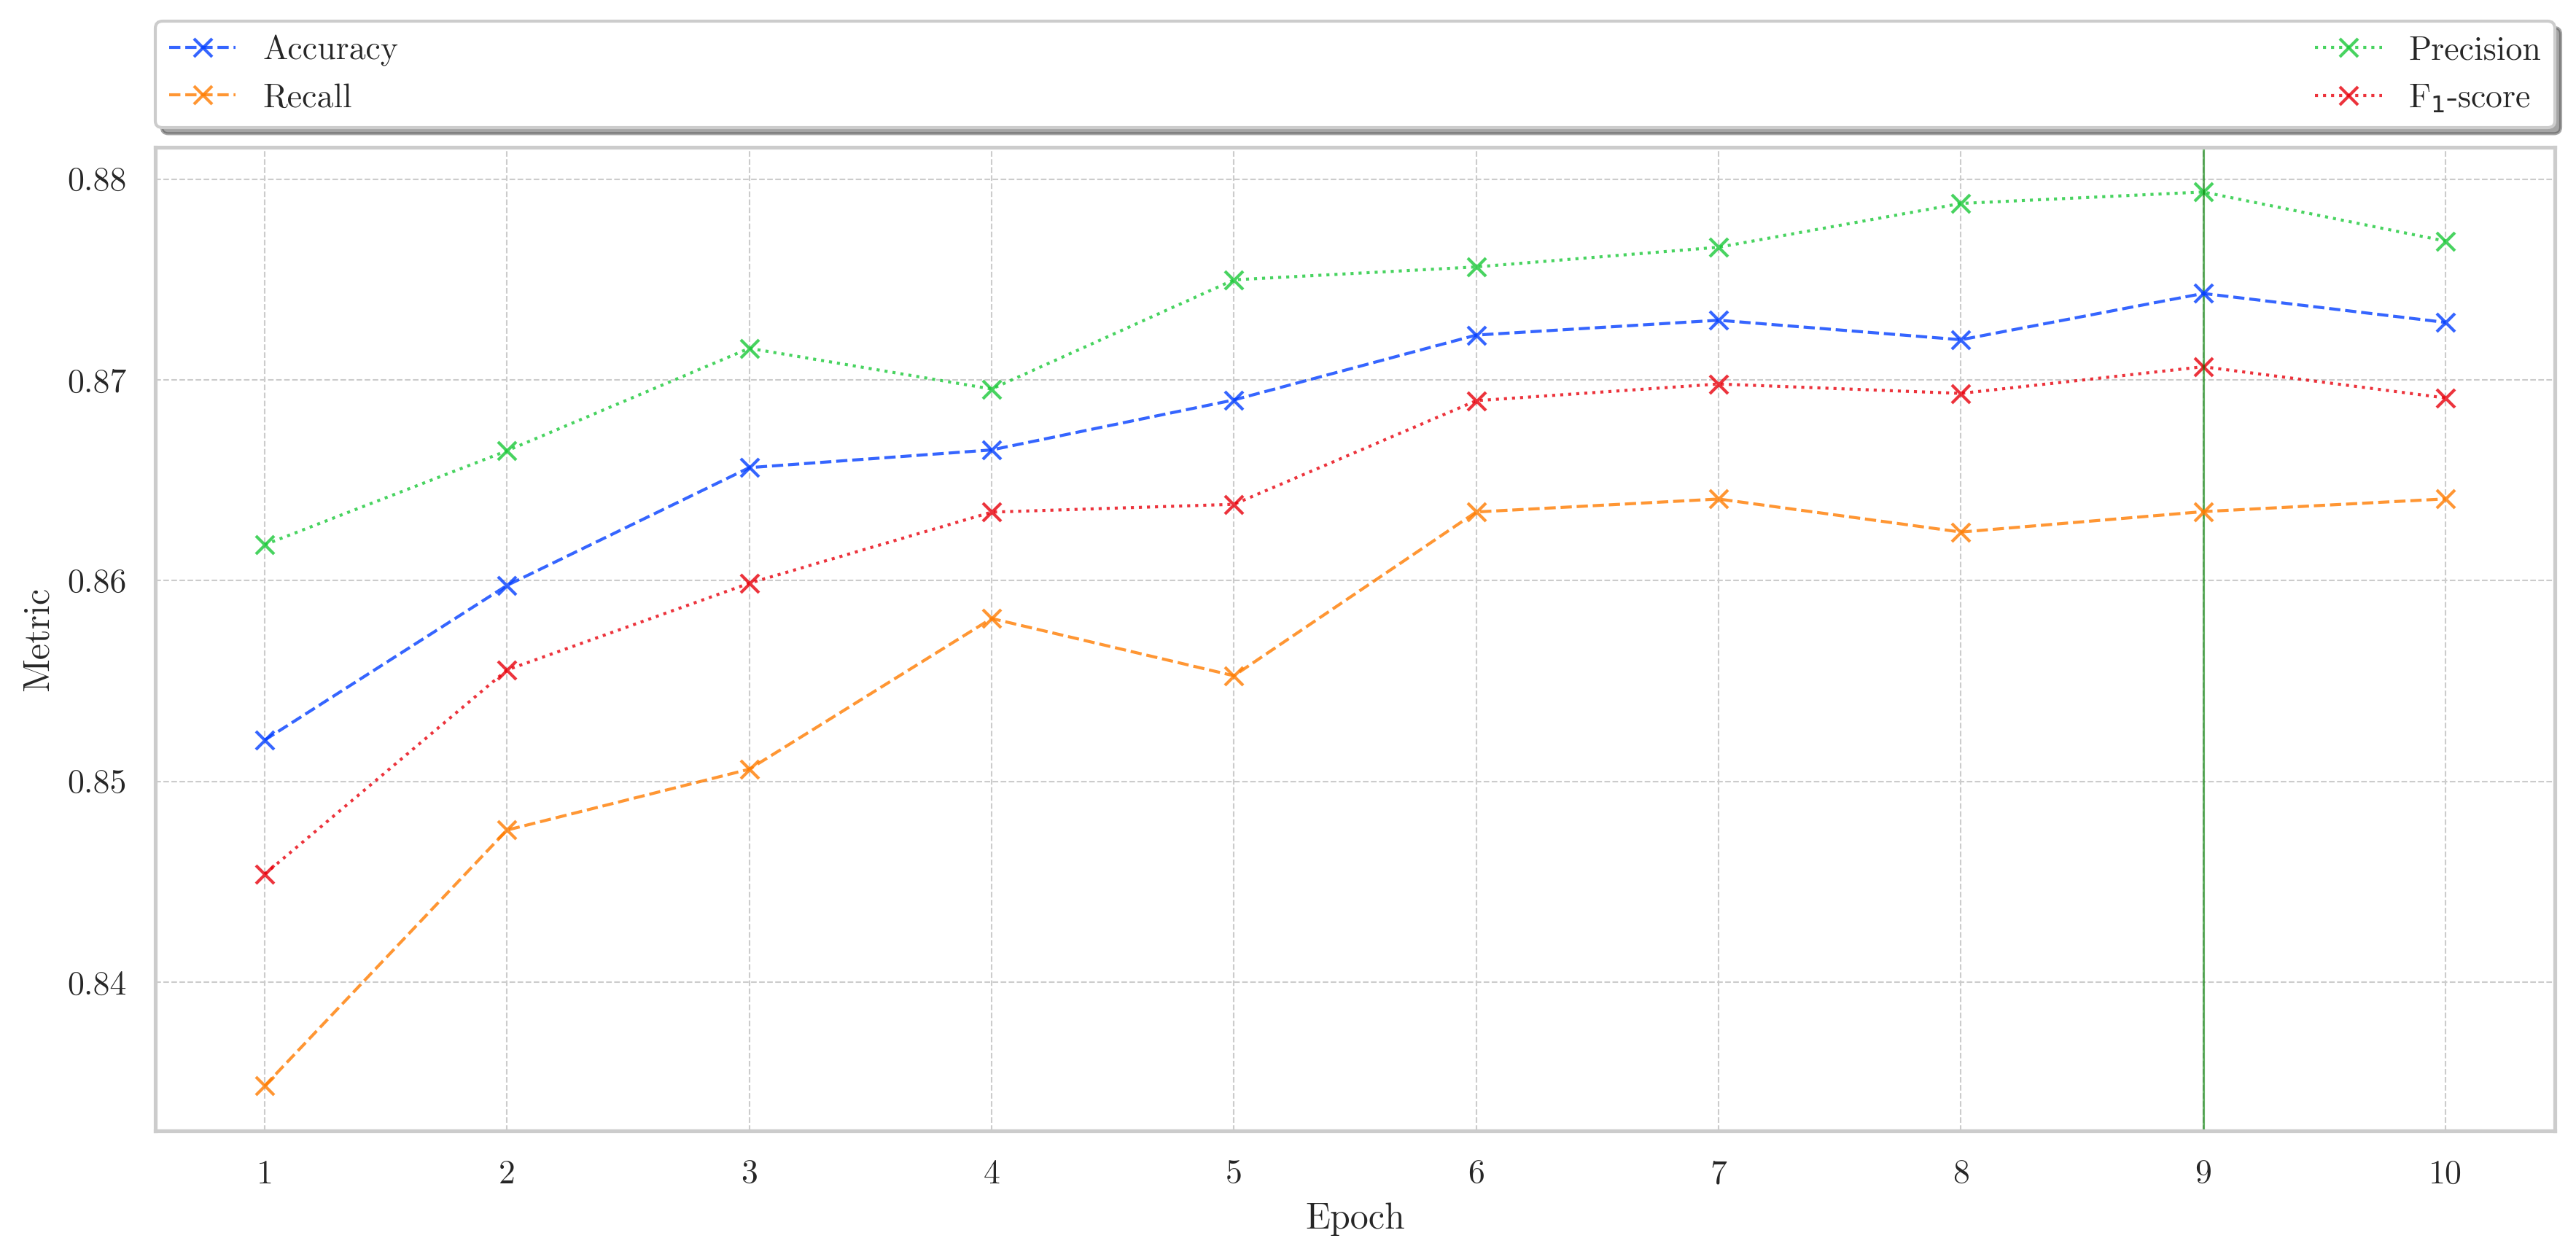 Accuracy
Recall
Precision
F₁-score
0.88
0.87
0.86
0.85
0.84
Metric
1 2 3 4 5 6 7 8 9 10
Epoch